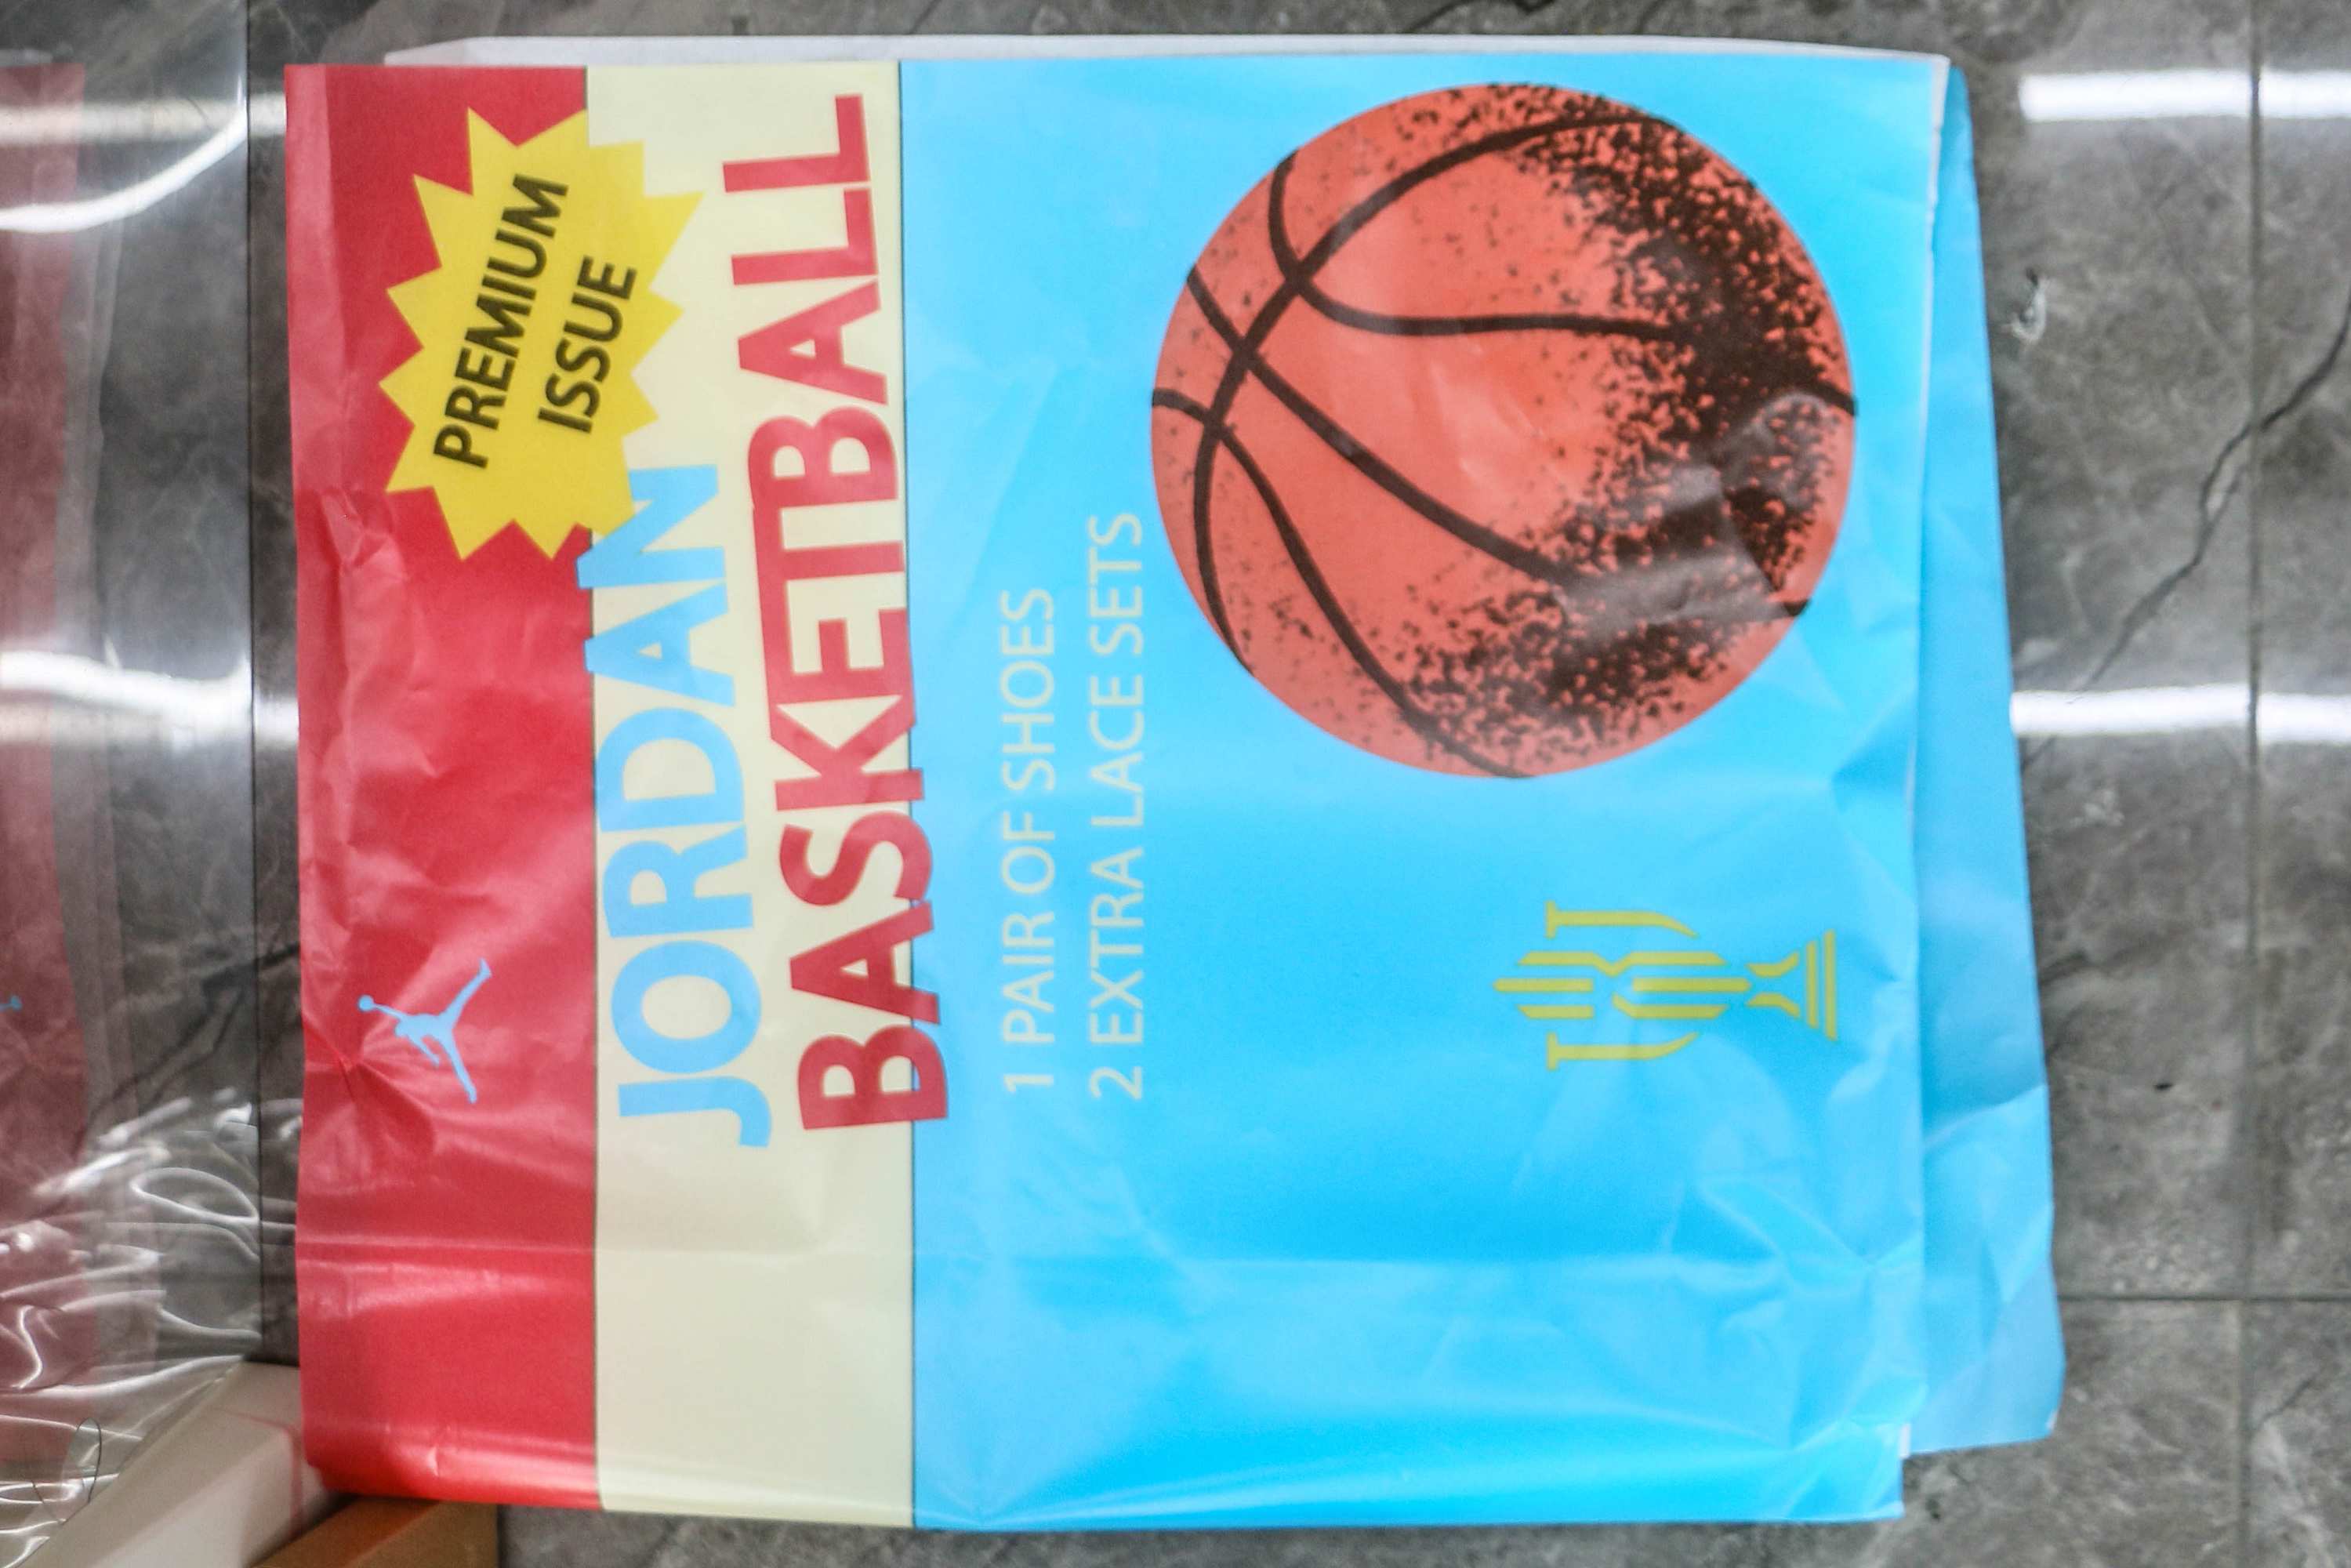 PREMIUM
ISSUE
JORDAN
BASKETBALL
1 PAIR OF SHOES
2 EXTRA LACE SETS